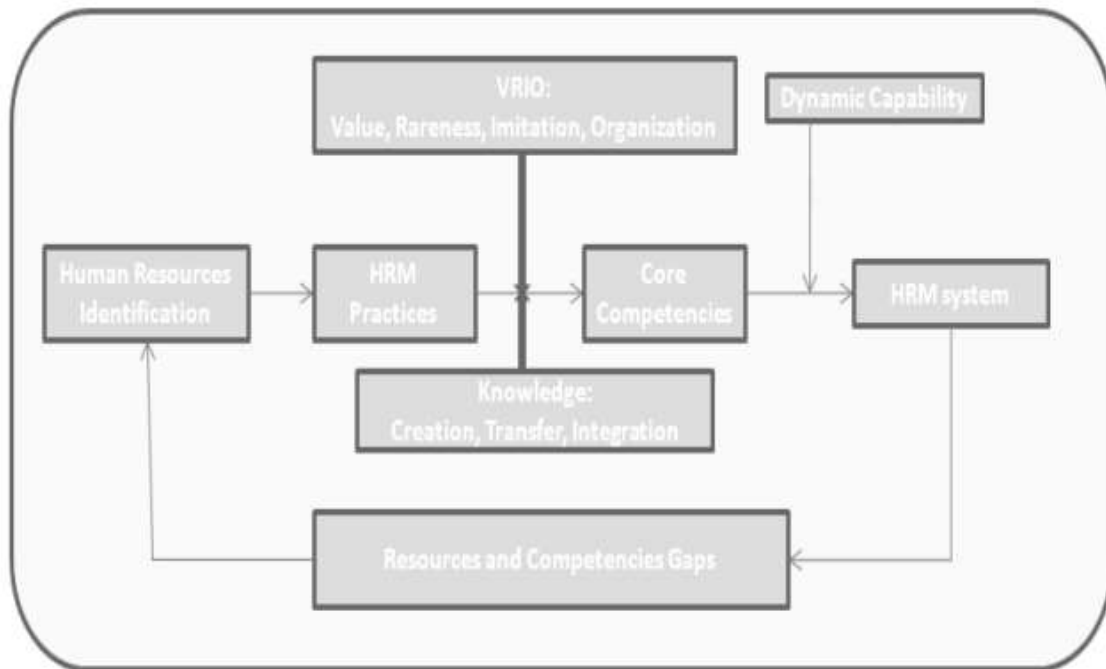 VRIO:
Value, Rareness, Imitation, Organization
Dynamic Capability
Human Resources
Identification
HRM
Practices
Core
Competencies
HRM system
Knowledge:
Creation, Transfer, Integration
Resources and Competencies Gaps